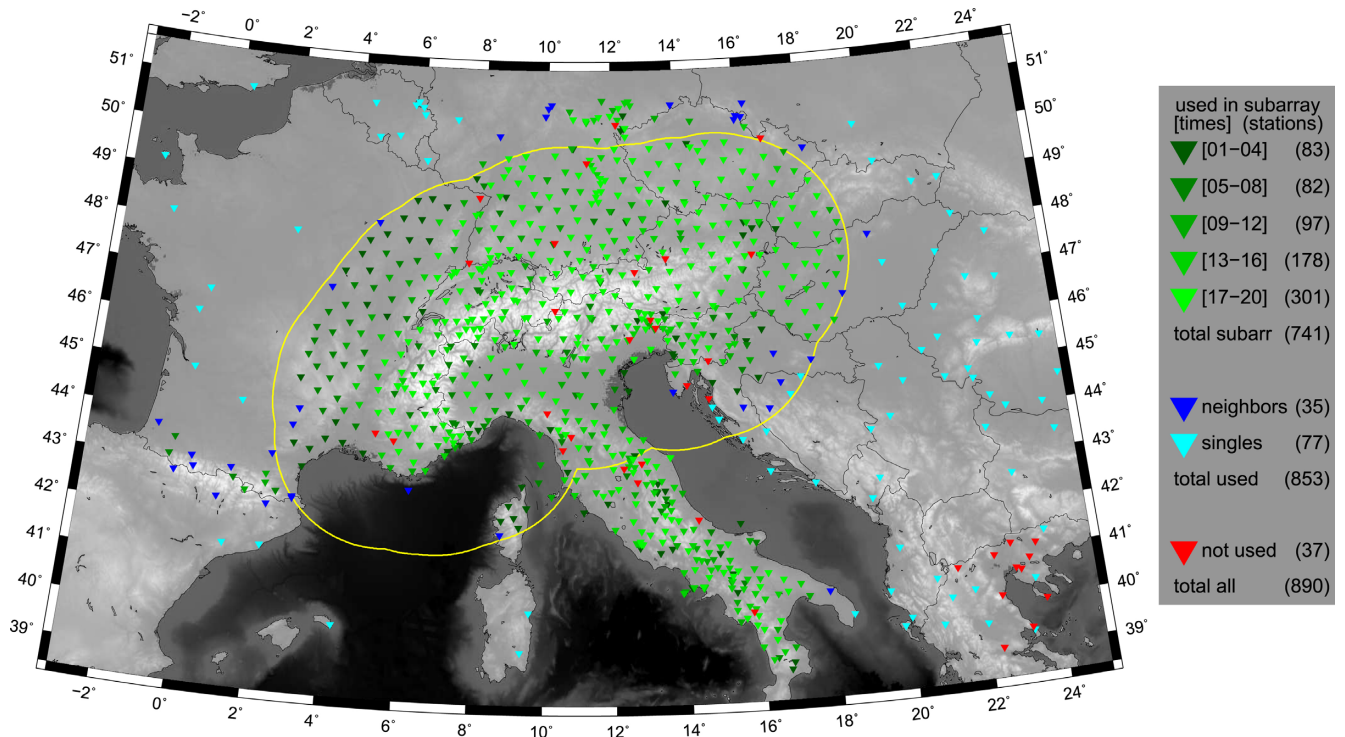 −2° 0° 2° 4° 6° 8° 10° 12° 14° 16° 18° 20° 22° 24°
51° 51°
50° 50°
49° 49°
48° 48°
47° 47°
46° 46°
45° 45°
44° 44°
43° 43°
42° 42°
41° 41°
40° 40°
39° 39°
−2° 0° 2° 4° 6° 8° 10° 12° 14° 16° 18° 20° 22° 24°
used in subarray
[times] (stations)
[01−04] (83)
[05−08] (82)
[09−12] (97)
[13−16] (178)
[17−20] (301)
total subarr (741)
neighbors (35)
singles (77)
total used (853)
not used (37)
total all (890)